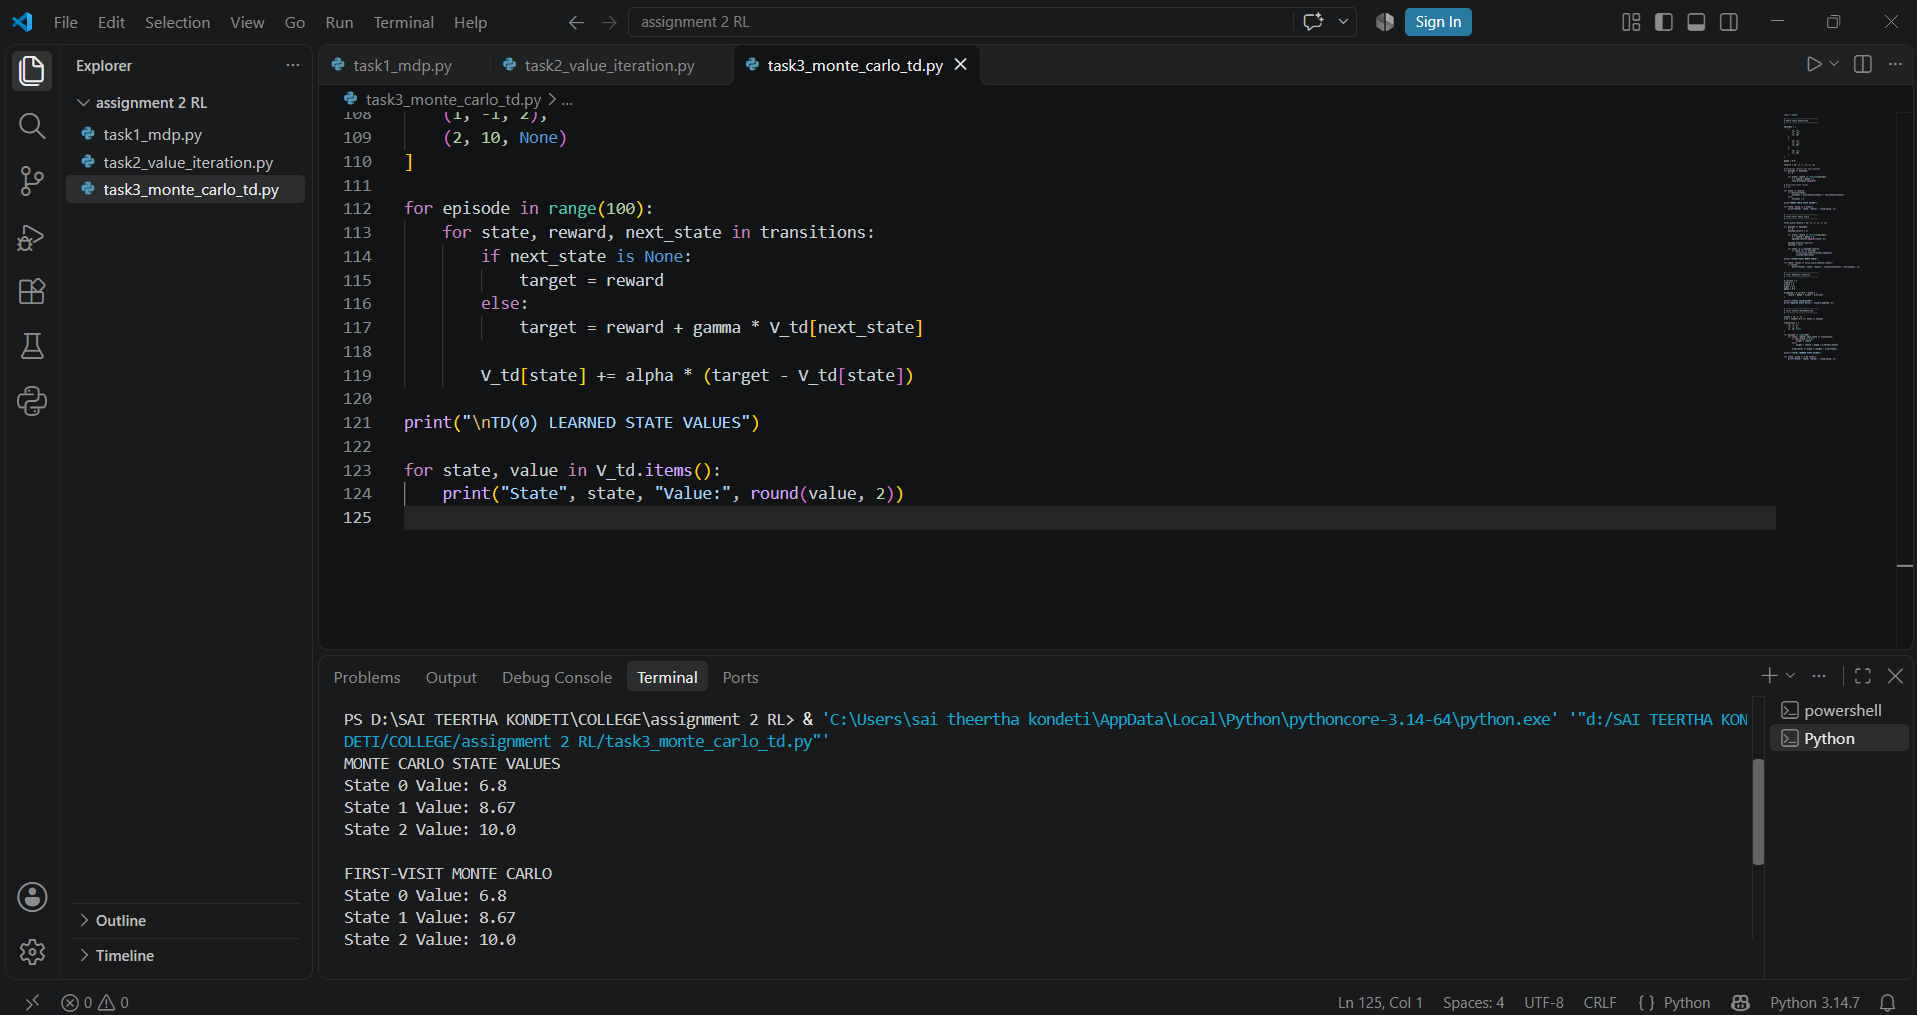 File Edit Selection View Go Run Terminal Help
assignment 2 RL
Sign In
Explorer
assignment 2 RL
task1_mdp.py
task2_value_iteration.py
task3_monte_carlo_td.py
Outline
Timeline
task1_mdp.py task2_value_iteration.py task3_monte_carlo_td.py
task3_monte_carlo_td.py > ...
108 (1, -1, 2),
109 (2, 10, None)
110 ]
111
112 for episode in range(100):
113 for state, reward, next_state in transitions:
114 if next_state is None:
115 target = reward
116 else:
117 target = reward + gamma * V_td[next_state]
118
119 V_td[state] += alpha * (target - V_td[state])
120
121 print("\nTD(0) LEARNED STATE VALUES")
122
123 for state, value in V_td.items():
124 print("State", state, "Value:", round(value, 2))
125
Problems Output Debug Console Terminal Ports
PS D:\SAI TEERTHA KONDETI\COLLEGE\assignment 2 RL> & 'C:\Users\sai theertha kondeti\AppData\Local\Python\pythoncore-3.14-64\python.exe' '"d:/SAI TEERTHA KON
DETI/COLLEGE/assignment 2 RL/task3_monte_carlo_td.py"'
MONTE CARLO STATE VALUES
State 0 Value: 6.8
State 1 Value: 8.67
State 2 Value: 10.0
FIRST-VISIT MONTE CARLO
State 0 Value: 6.8
State 1 Value: 8.67
State 2 Value: 10.0
powershell
Python
0 0
Ln 125, Col 1 Spaces: 4 UTF-8 CRLF { } Python Python 3.14.7